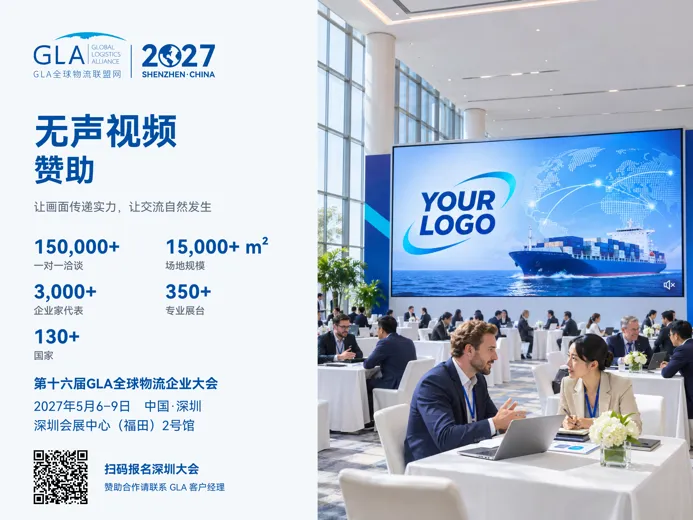 GLA GLOBAL LOGISTICS ALLIANCE
GLA全球物流联盟网
2027
SHENZHEN·CHINA
无声视频
赞助
让画面传递实力，让交流自然发生
150,000+
一对一洽谈
15,000+ m²
场地规模
3,000+
企业家代表
350+
专业展台
130+
国家
第十六届GLA全球物流企业大会
2027年5月6-9日 中国·深圳
深圳会展中心（福田）2号馆
扫码报名深圳大会
赞助合作请联系 GLA 客户经理
YOUR
LOGO